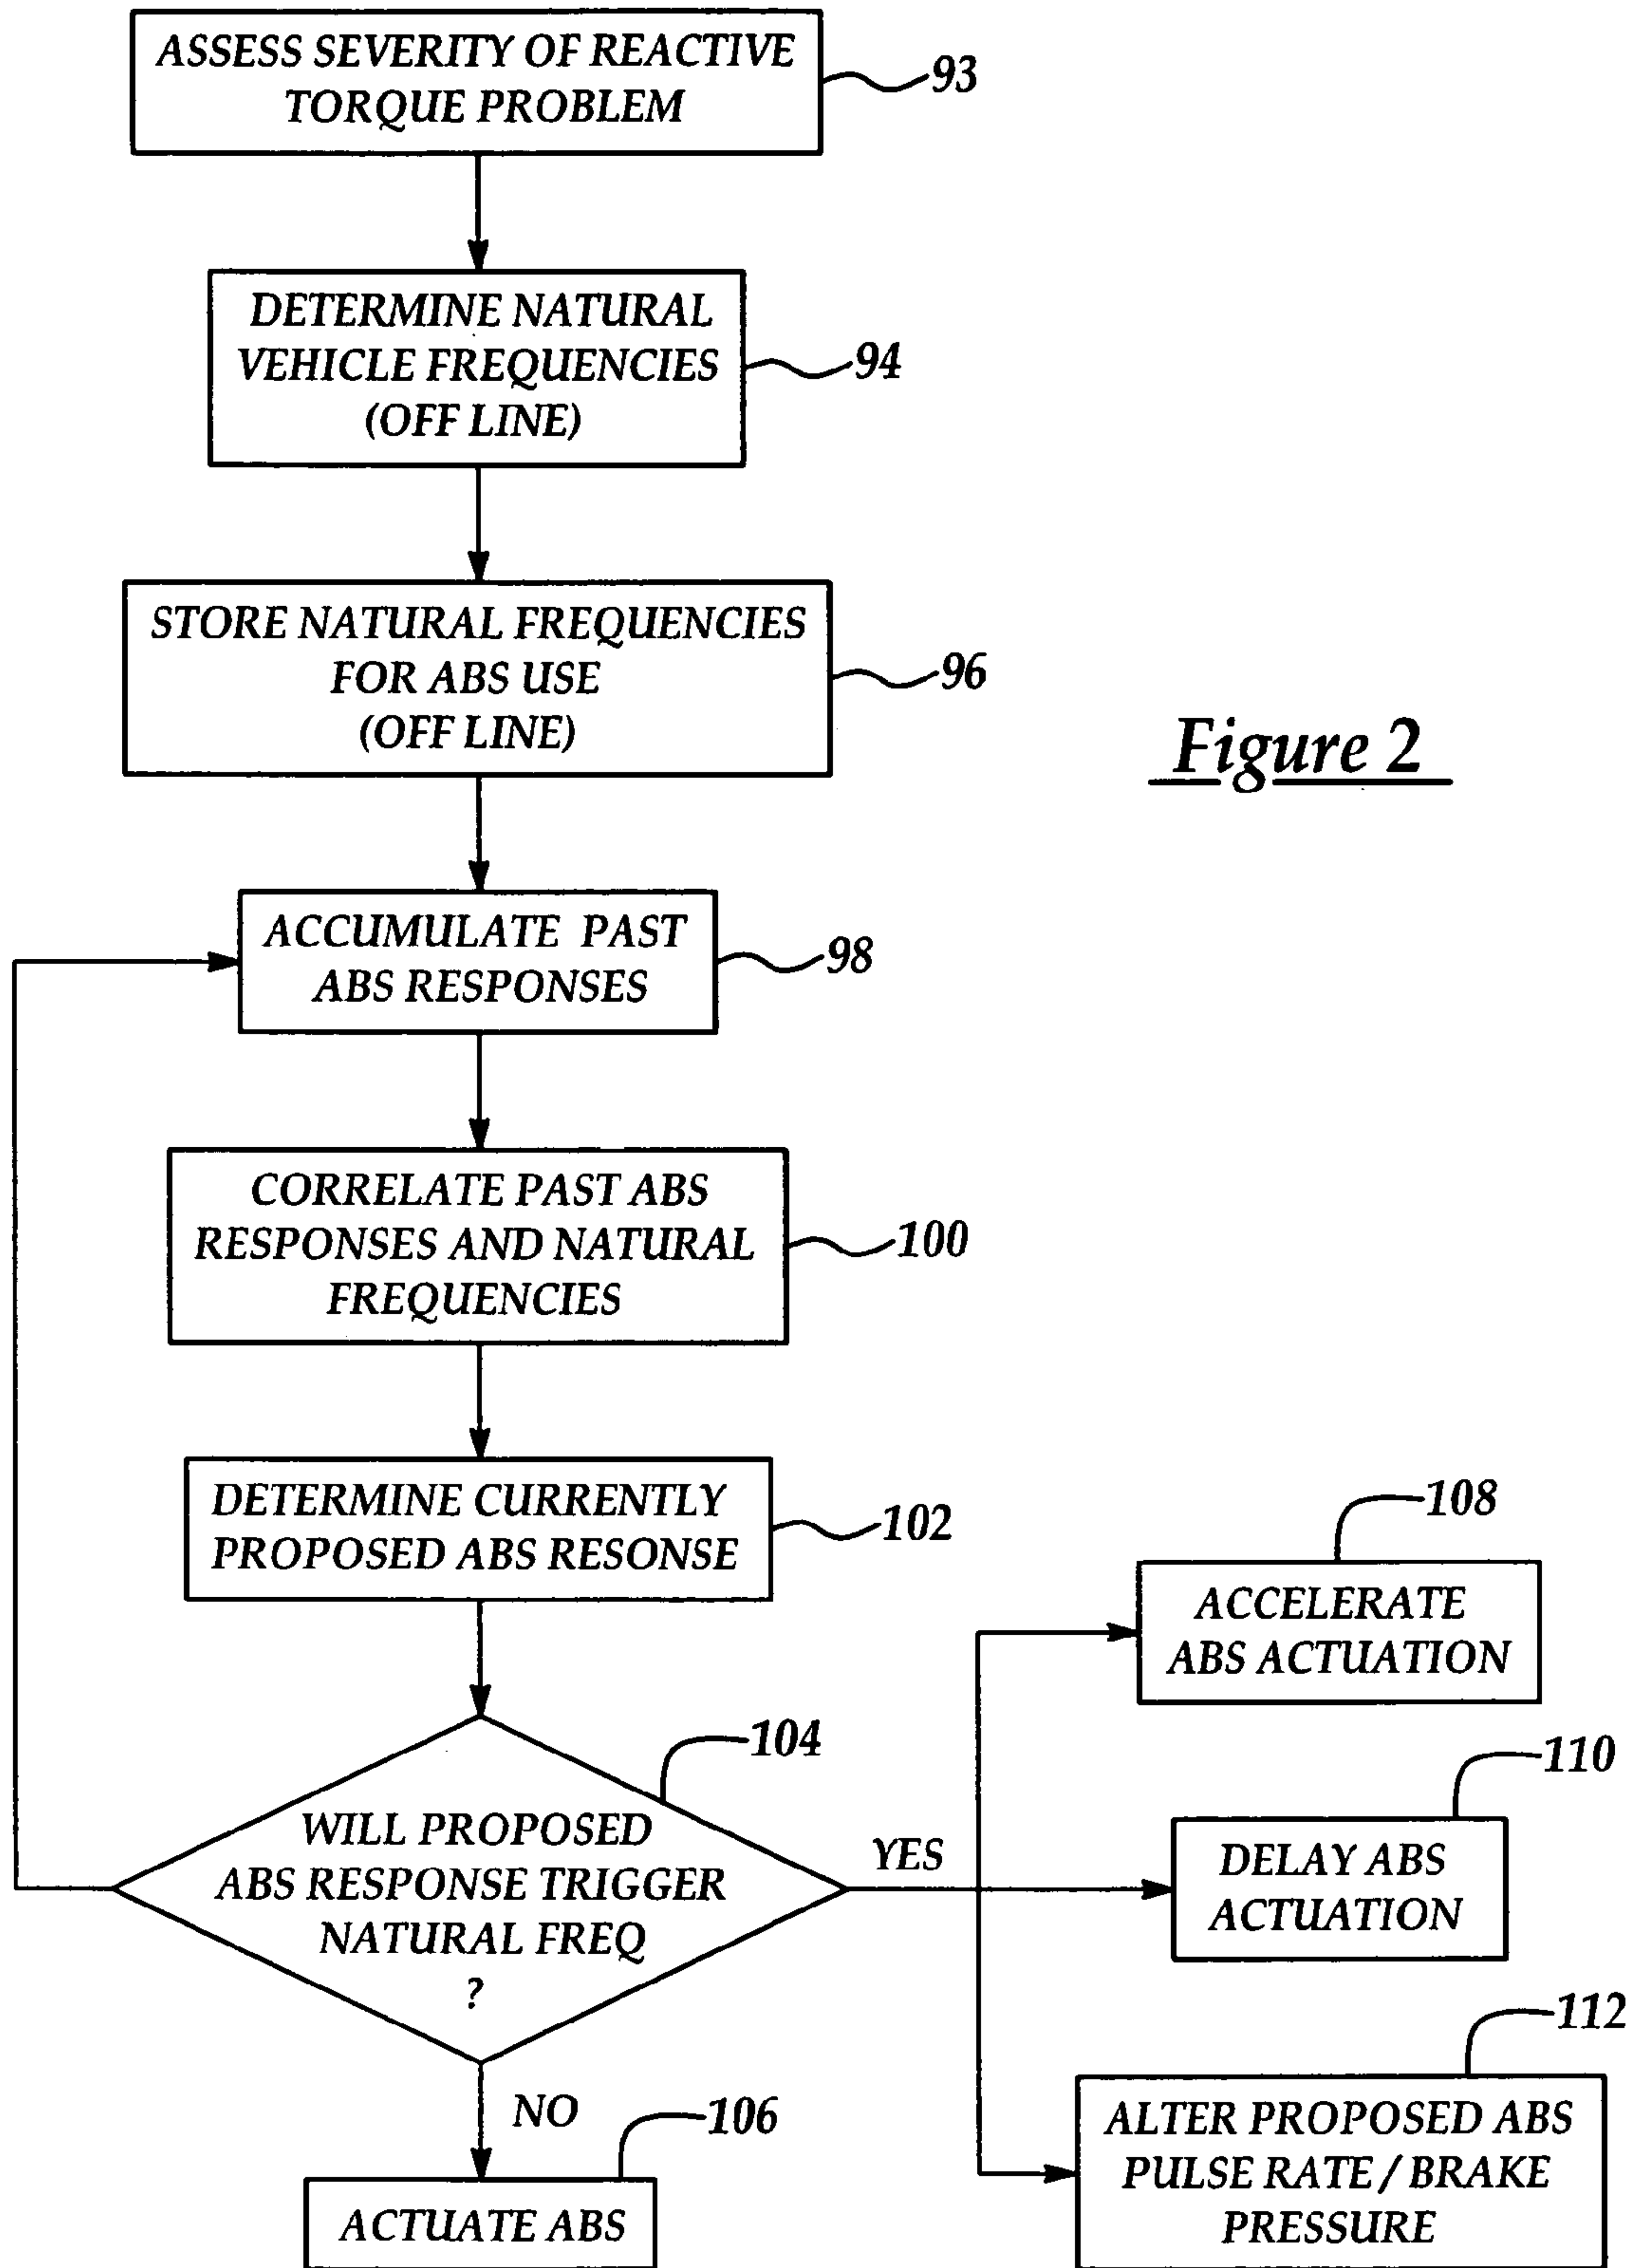 ASSESS SEVERITY OF REACTIVE
TORQUE PROBLEM
93
DETERMINE NATURAL
VEHICLE FREQUENCIES
(OFF LINE)
94
STORE NATURAL FREQUENCIES
FOR ABS USE
(OFF LINE)
96
Figure 2
ACCUMULATE PAST
ABS RESPONSES
98
CORRELATE PAST ABS
RESPONSES AND NATURAL
FREQUENCIES
100
DETERMINE CURRENTLY
PROPOSED ABS RESONSE
102
WILL PROPOSED
ABS RESPONSE TRIGGER
NATURAL FREQ
?
104
YES
NO
ACTUATE ABS
106
ACCELERATE
ABS ACTUATION
108
DELAY ABS
ACTUATION
110
ALTER PROPOSED ABS
PULSE RATE / BRAKE
PRESSURE
112